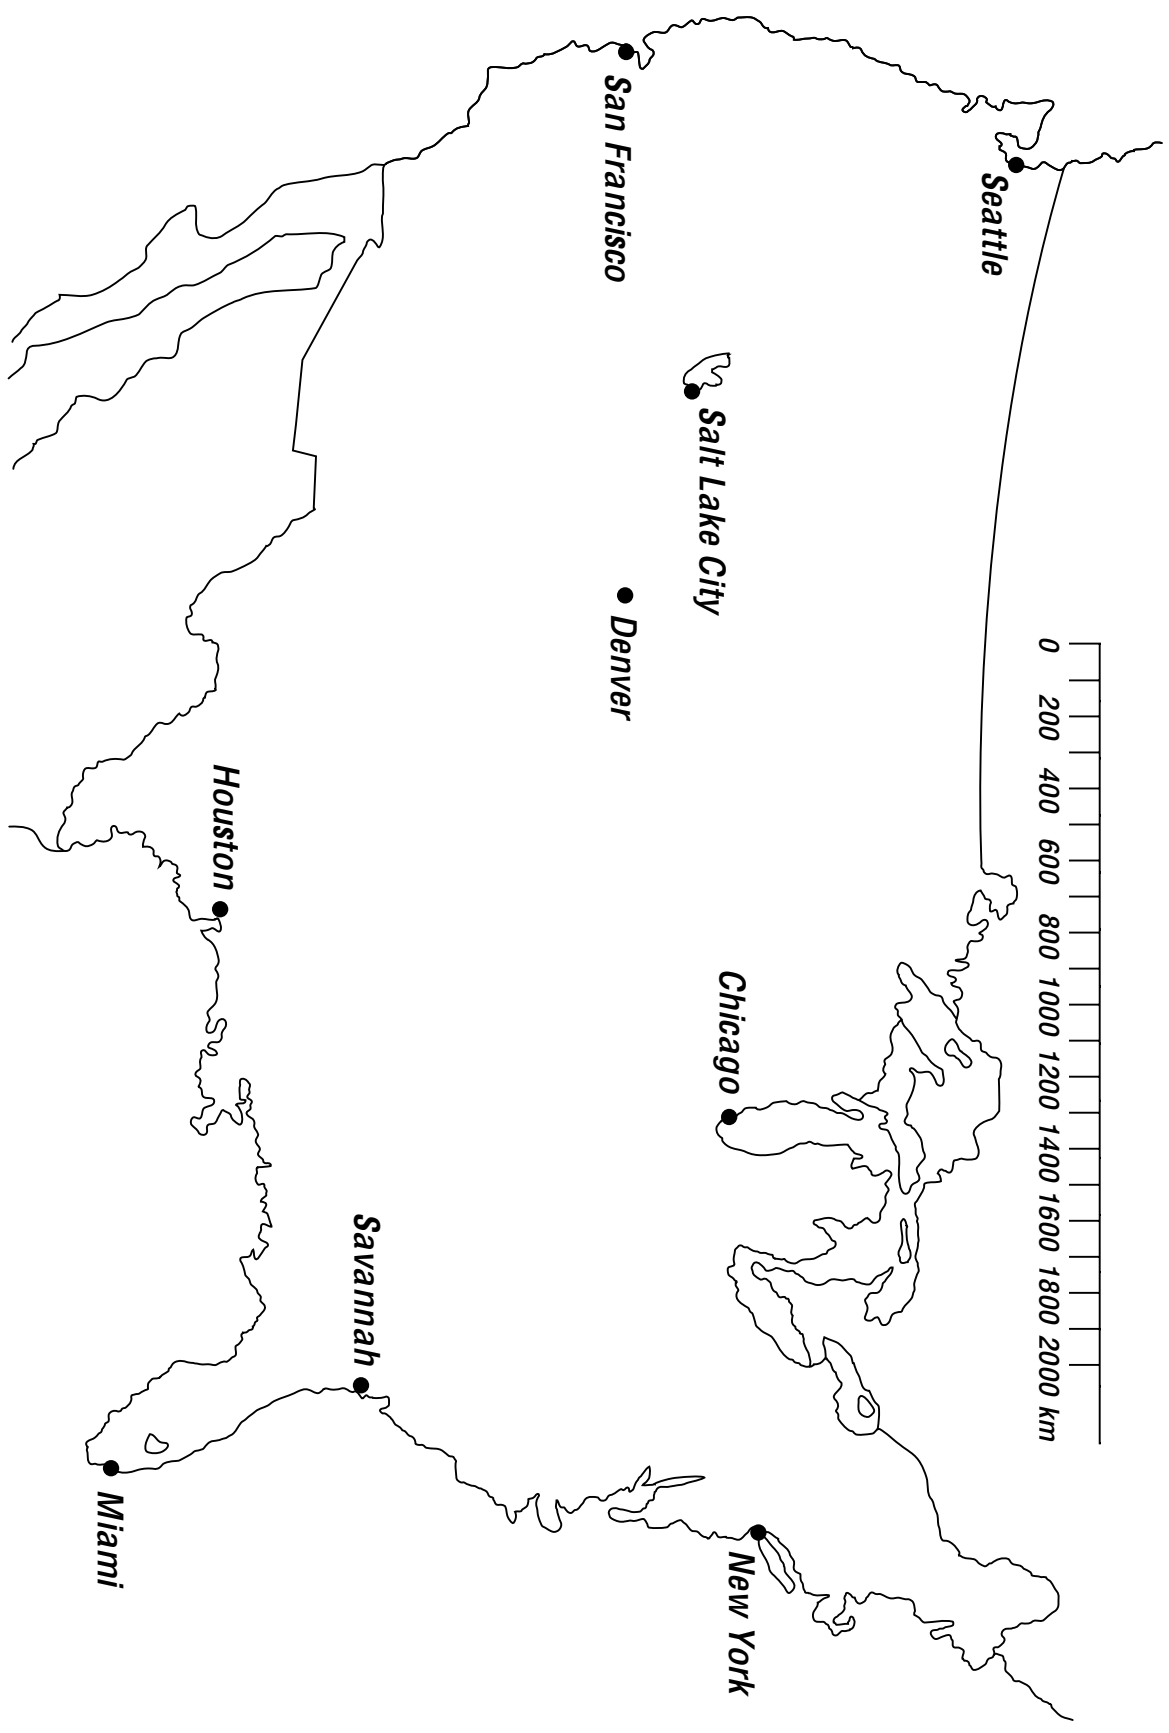 0 200 400 600 800 1000 1200 1400 1600 1800 2000 km
Seattle
San Francisco
Salt Lake City
Denver
Chicago
New York
Houston
Savannah
Miami